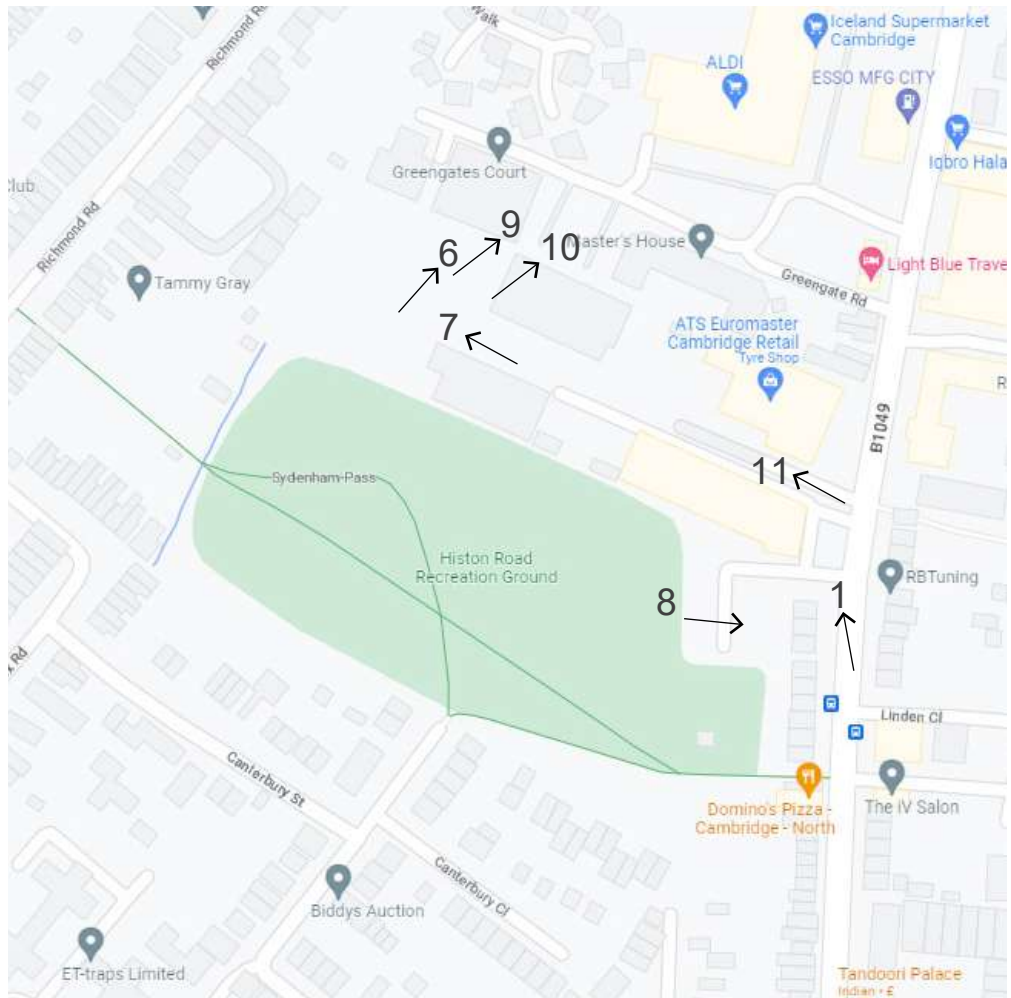 Walk
Iceland Supermarket
Cambridge
Richmond Rd
ALDI
ESSO MFG CITY
Iqbro Hala
Greengates Court
Club
9
Richmond Rd
6
10
Master's House
Light Blue Trave
Tammy Gray
Greengate Rd
7
ATS Euromaster
Cambridge Retail
Tyre Shop
R
B1049
11
Sydenham Pass
Histon Road
Recreation Ground
RBTuning
8
1
Rd
Linden Cl
Canterbury St
Domino's Pizza -
Cambridge - North
The IV Salon
Canterbury Cl
Biddys Auction
ET-traps Limited
Tandoori Palace
Indian • £